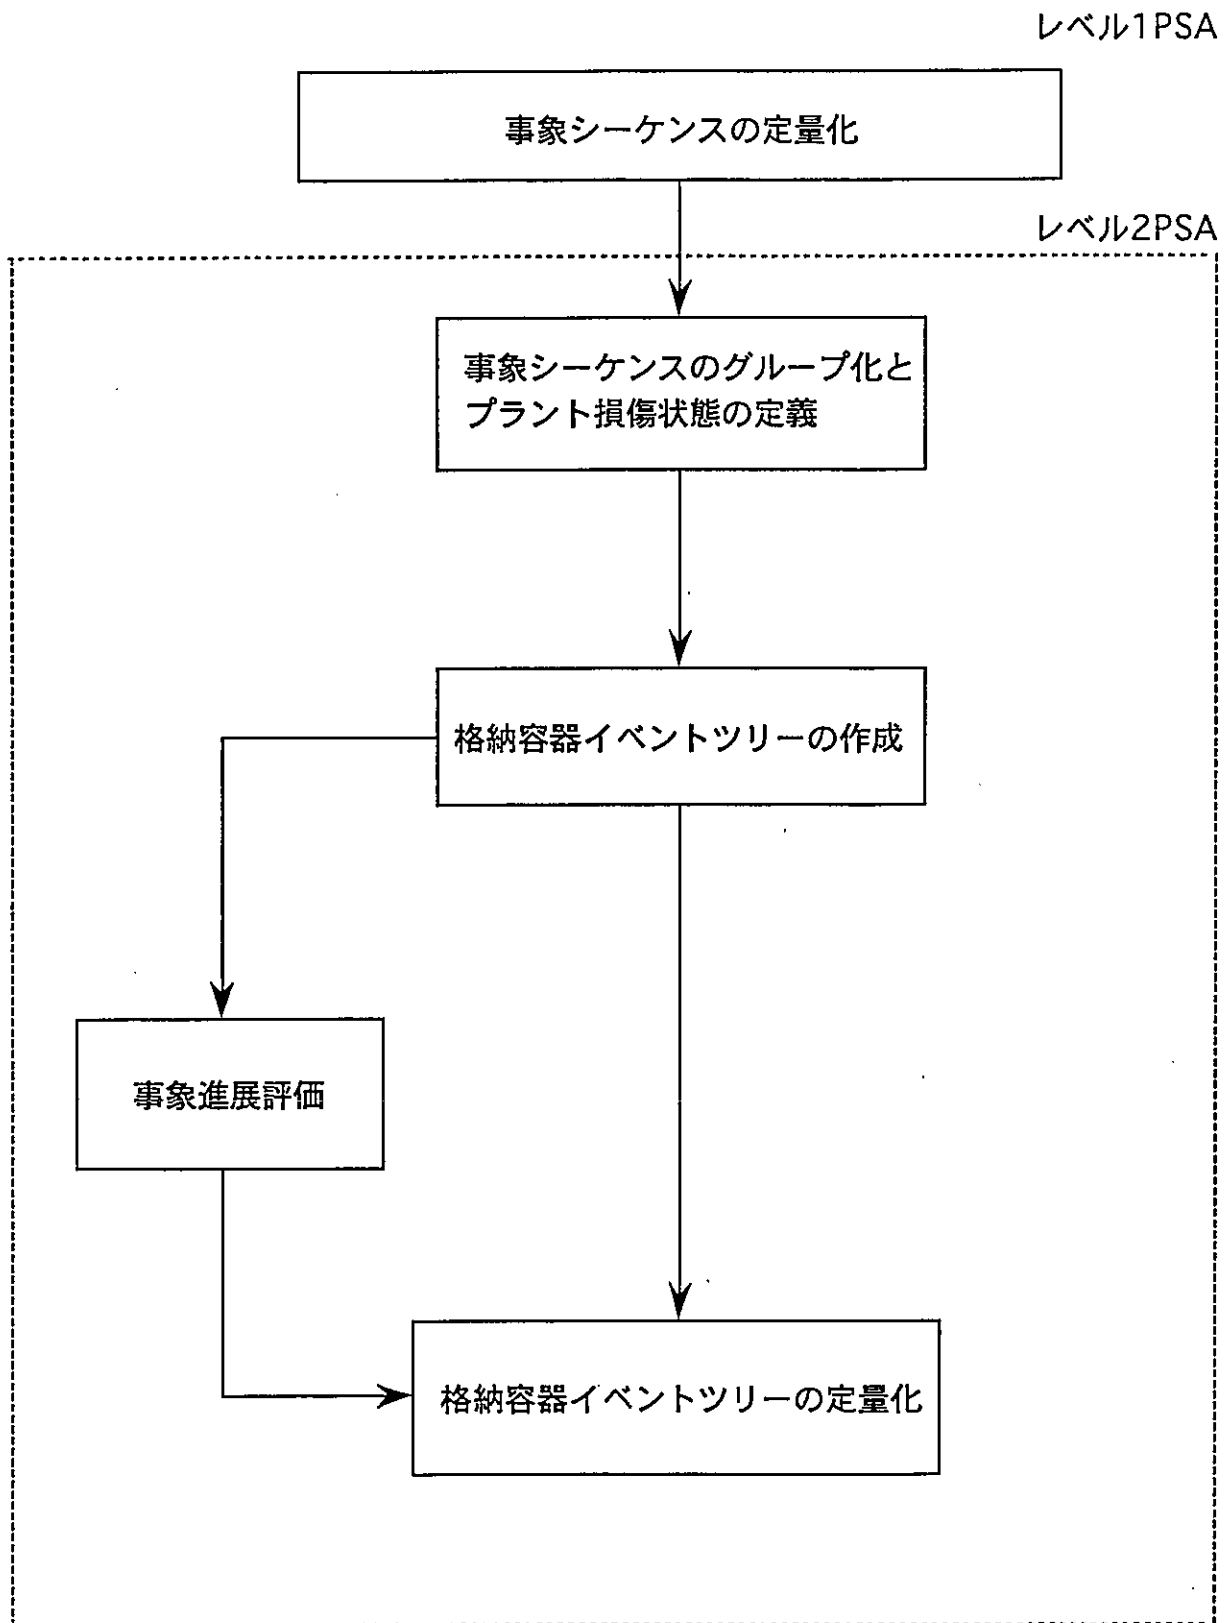 レベル1PSA
事象シーケンスの定量化
レベル2PSA
事象シーケンスのグループ化と
プラント損傷状態の定義
格納容器イベントツリーの作成
事象進展評価
格納容器イベントツリーの定量化